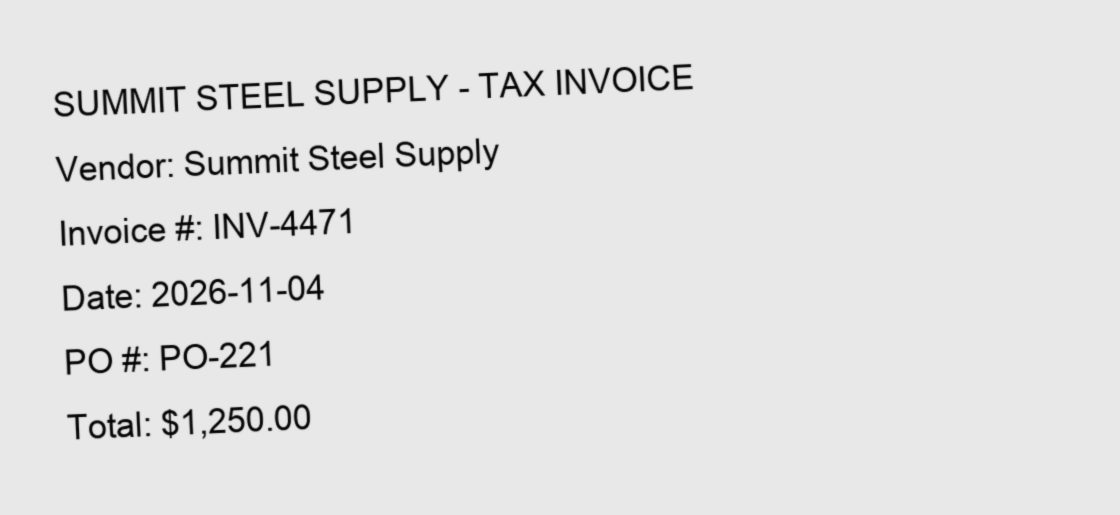 SUMMIT STEEL SUPPLY - TAX INVOICE
Vendor: Summit Steel Supply
Invoice #: INV-4471
Date: 2026-11-04
PO #: PO-221
Total: $1,250.00